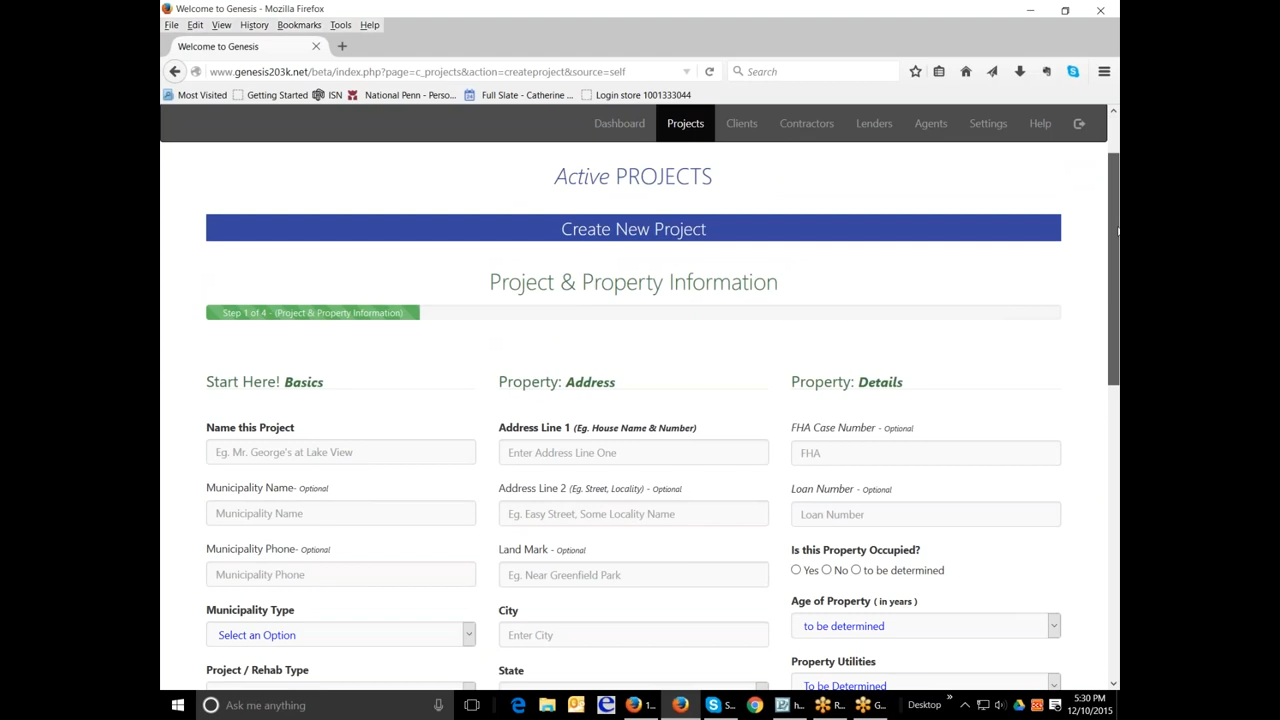 Welcome to Genesis - Mozilla Firefox
File Edit View History Bookmarks Tools Help
Welcome to Genesis
www.genesis203k.net/beta/index.php?page=c_projects&action=createproject&source=self
Search
Most Visited Getting Started ISN National Penn - Perso... Full Slate - Catherine ... Login store 1001333044
Dashboard Projects Clients Contractors Lenders Agents Settings Help
Active PROJECTS
Create New Project
Project & Property Information
Step 1 of 4 - (Project & Property Information)
Start Here! Basics
Name this Project
Eg. Mr. George's at Lake View
Municipality Name- Optional
Municipality Name
Municipality Phone- Optional
Municipality Phone
Municipality Type
Select an Option
Project / Rehab Type
Property: Address
Address Line 1 (Eg. House Name & Number)
Enter Address Line One
Address Line 2 (Eg. Street, Locality) - Optional
Eg. Easy Street, Some Locality Name
Land Mark - Optional
Eg. Near Greenfield Park
City
Enter City
State
Property: Details
FHA Case Number - Optional
FHA
Loan Number - Optional
Loan Number
Is this Property Occupied?
Yes No to be determined
Age of Property ( in years )
to be determined
Property Utilities
To be Determined
Ask me anything
1... S... h... R... G... Desktop
5:30 PM
12/10/2015